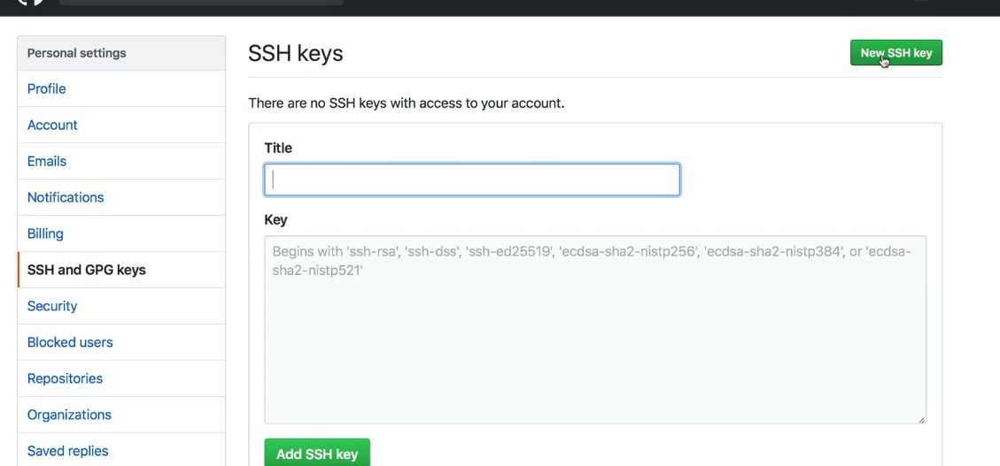 Personal settings
Profile
Account
Emails
Notifications
Billing
SSH and GPG keys
Security
Blocked users
Repositories
Organizations
Saved replies
SSH keys
New SSH key
There are no SSH keys with access to your account.
Title
Key
Begins with 'ssh-rsa', 'ssh-dss', 'ssh-ed25519', 'ecdsa-sha2-nistp256', 'ecdsa-sha2-nistp384', or 'ecdsa-
sha2-nistp521'
Add SSH key